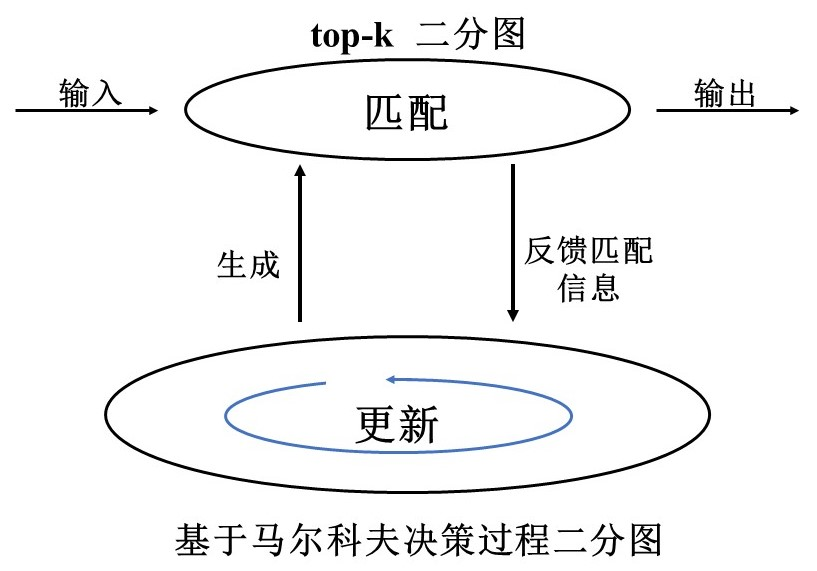 top-k 二分图
输入
匹配
输出
生成
反馈匹配
信息
更新
基于马尔科夫决策过程二分图